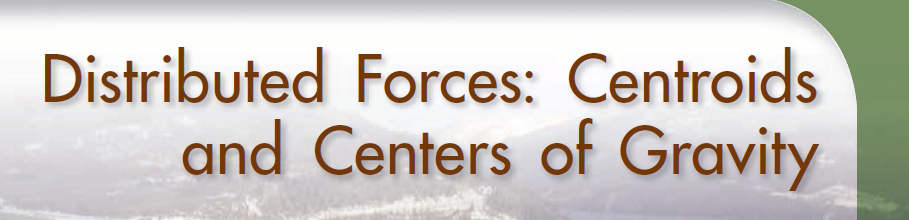 Distributed Forces: Centroids
and Centers of Gravity